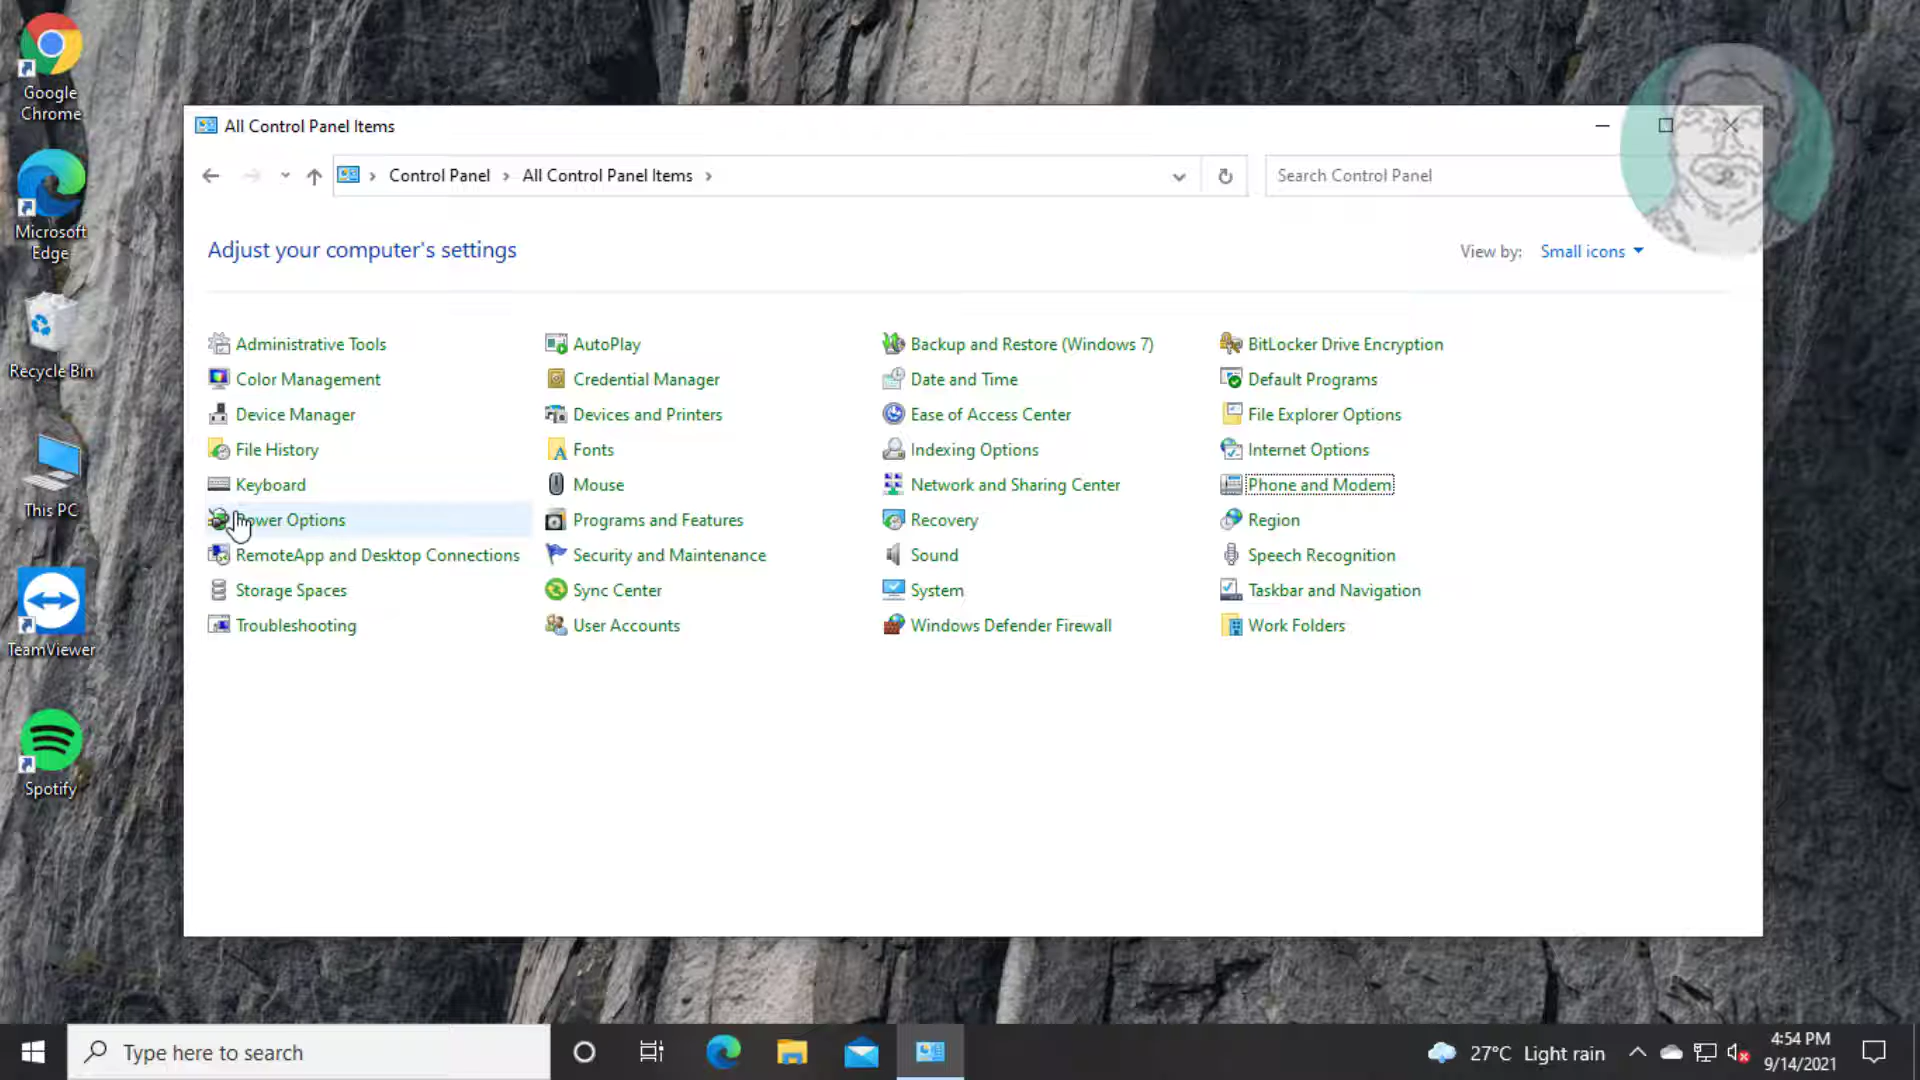 Google
Chrome
Microsoft
Edge
Recycle Bin
This PC
TeamViewer
Spotify
All Control Panel Items
Control Panel
All Control Panel Items
Search Control Panel
Adjust your computer's settings
View by:
Small icons
Administrative Tools
AutoPlay
Backup and Restore (Windows 7)
BitLocker Drive Encryption
Color Management
Credential Manager
Date and Time
Default Programs
Device Manager
Devices and Printers
Ease of Access Center
File Explorer Options
File History
Fonts
Indexing Options
Internet Options
Keyboard
Mouse
Network and Sharing Center
Phone and Modem
Power Options
Programs and Features
Recovery
Region
RemoteApp and Desktop Connections
Security and Maintenance
Sound
Speech Recognition
Storage Spaces
Sync Center
System
Taskbar and Navigation
Troubleshooting
User Accounts
Windows Defender Firewall
Work Folders
Type here to search
27°C Light rain
4:54 PM
9/14/2021